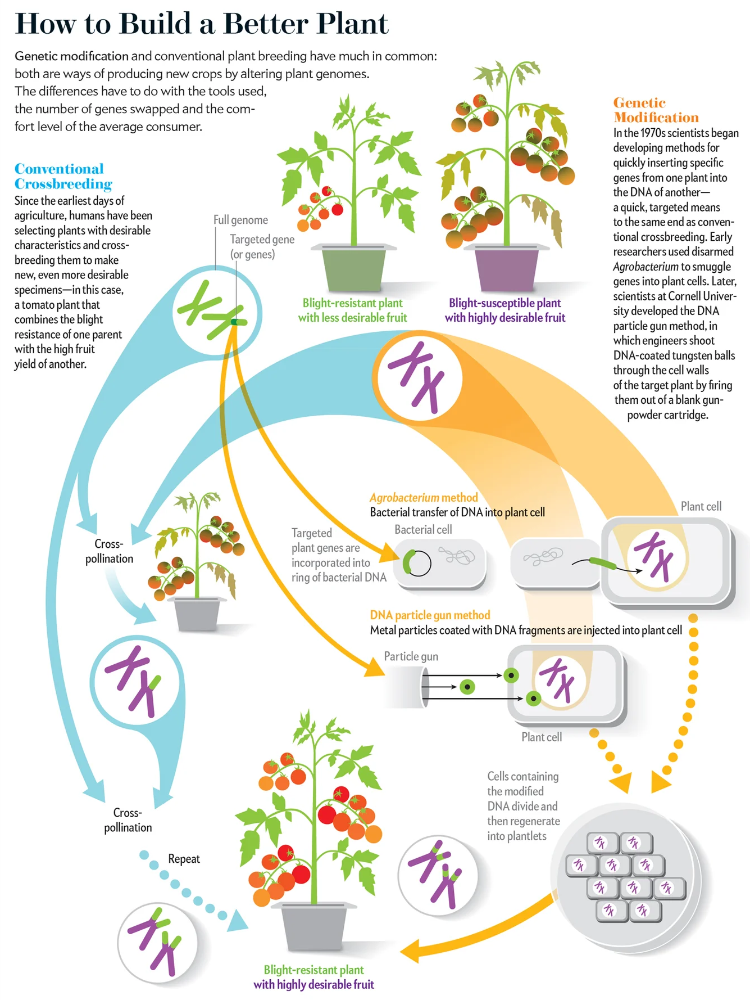 How to Build a Better Plant
Genetic modification and conventional plant breeding have much in common:
both are ways of producing new crops by altering plant genomes.
The differences have to do with the tools used,
the number of genes swapped and the com-
fort level of the average consumer.
Conventional
Crossbreeding
Since the earliest days of
agriculture, humans have been
selecting plants with desirable
characteristics and cross-
breeding them to make
new, even more desirable
specimens—in this case,
a tomato plant that
combines the blight
resistance of one parent
with the high fruit
yield of another.
Full genome
Targeted gene
(or genes)
Blight-resistant plant
with less desirable fruit
Blight-susceptible plant
with highly desirable fruit
Genetic
Modification
In the 1970s scientists began
developing methods for
quickly inserting specific
genes from one plant into
the DNA of another—
a quick, targeted means
to the same end as conven-
tional crossbreeding. Early
researchers used disarmed
Agrobacterium to smuggle
genes into plant cells. Later,
scientists at Cornell Univer-
sity developed the DNA
particle gun method, in
which engineers shoot
DNA-coated tungsten balls
through the cell walls
of the target plant by firing
them out of a blank gun-
powder cartridge.
Cross-
pollination
Agrobacterium method
Bacterial transfer of DNA into plant cell
Plant cell
Bacterial cell
Targeted
plant genes are
incorporated into
ring of bacterial DNA
DNA particle gun method
Metal particles coated with DNA fragments are injected into plant cell
Particle gun
Plant cell
Cells containing
the modified
DNA divide and
then regenerate
into plantlets
Cross-
pollination
Repeat
Blight-resistant plant
with highly desirable fruit